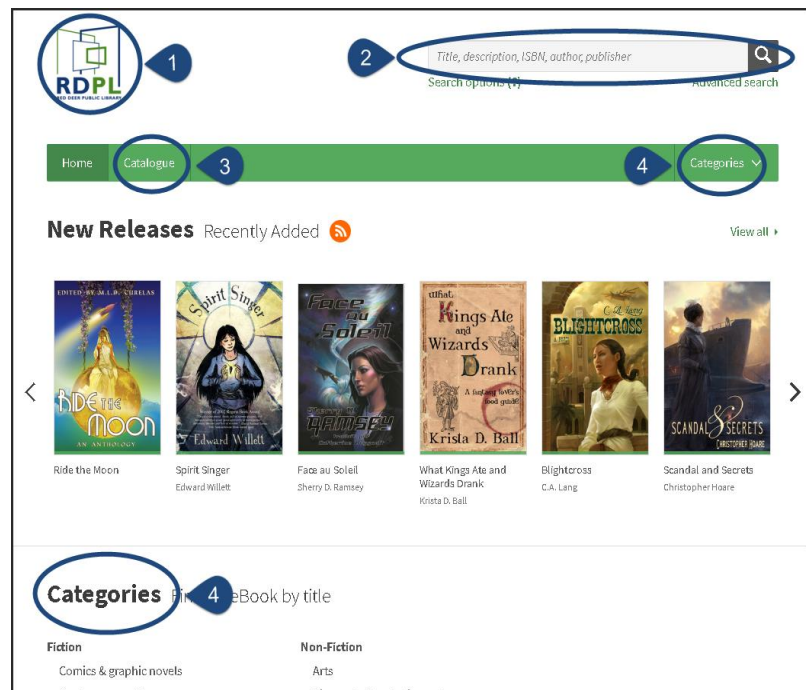 RDPL
RED DEER PUBLIC LIBRARY
1
2
Title, description, ISBN, author, publisher
Search options
Advanced search
Home
Catalogue
3
4
Categories
New Releases Recently Added
View all
EDITED BY M.L.D. CURELAS
RIDE THE
MOON
AN ANTHOLOGY
Spirit Singer
Edward Willett
Face au
Soleil
Sherry D.
RAMSEY
What
Kings Ate
and
Wizards
Drank
A fantasy lover's
food guide
Krista D. Ball
C.A. Lang
BLIGHTCROSS
SCANDAL & SECRETS
CHRISTOPHER HOARE
Ride the Moon
Spirit Singer
Edward Willett
Face au Soleil
Sherry D. Ramsey
What Kings Ate and
Wizards Drank
Krista D. Ball
Blightcross
C.A. Lang
Scandal and Secrets
Christopher Hoare
Categories
4
eBook by title
Fiction
Non-Fiction
Comics & graphic novels
Arts